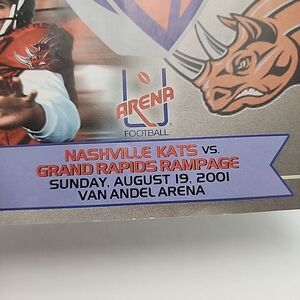 ARENA
FOOTBALL
NASHVILLE KATS VS.
GRAND RAPIDS RAMPAGE
SUNDAY, AUGUST 19, 2001
VAN ANDEL ARENA